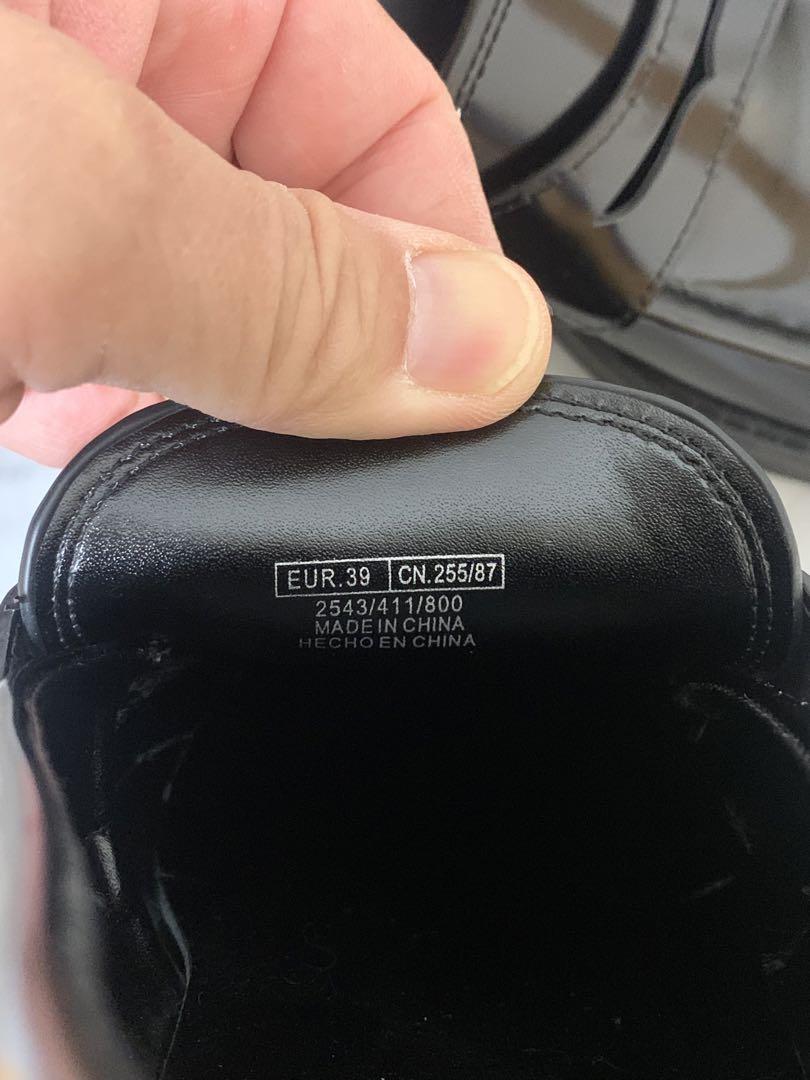 EUR.39 CN.255/87
2543/411/800
MADE IN CHINA
HECHO EN CHINA